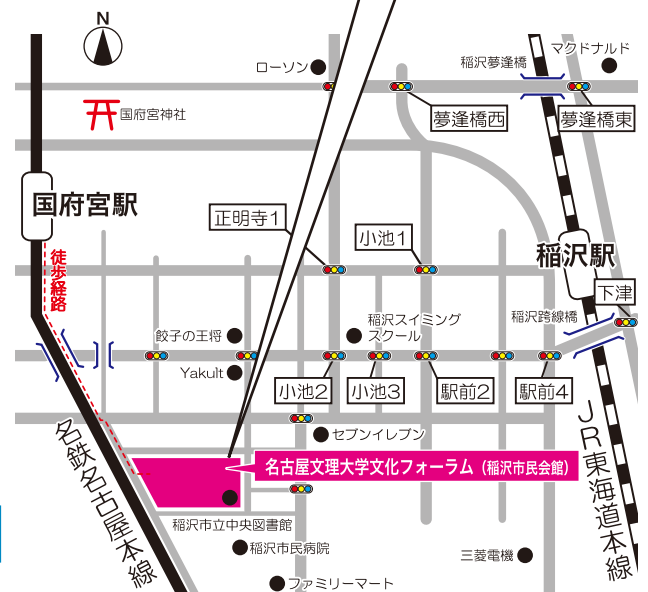 N
ローソン
稲沢夢逢橋
マクドナルド
国府宮神社
夢逢橋西
夢逢橋東
国府宮駅
正明寺1
小池1
稲沢駅
徒歩経路
下津
稲沢スイミング
スクール
稲沢跨線橋
餃子の王将
Yakult
小池2
小池3
駅前2
駅前4
セブンイレブン
名鉄名古屋本線
JR東海道本線
名古屋文理大学文化フォーラム（稲沢市民会館）
稲沢市立中央図書館
稲沢市民病院
三菱電機
ファミリーマート